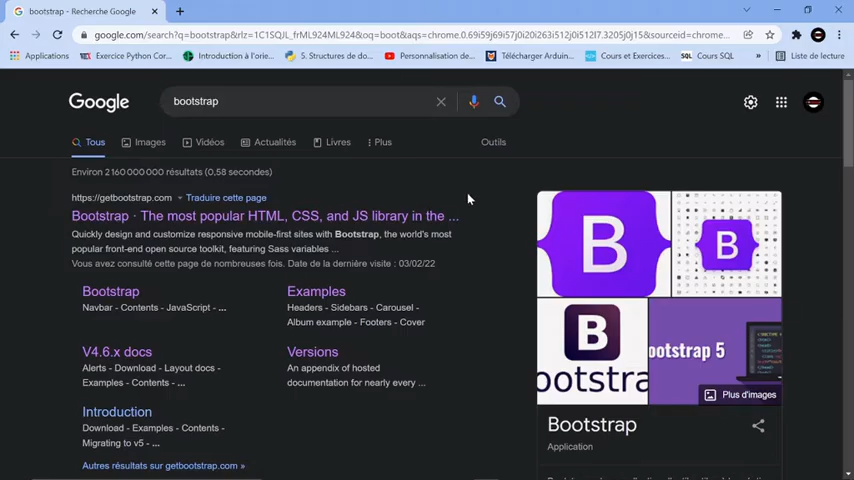 bootstrap - Recherche Google
google.com/search?q=bootstrap&rlz=1C1SQJL_frML924ML924&oq=boot&aqs=chrome.0.69i59j69i57j0i20i263i512j0i512l7.3205j0j15&sourceid=chrome...
Applications Exercice Python Cor... Introduction à l'orie... 5. Structures de do... Personnalisation de... Télécharger Arduin... Cours et Exercices... Cours SQL » Liste de lecture
Google bootstrap
Tous Images Vidéos Actualités Livres Plus Outils
Environ 2 160 000 000 résultats (0,58 secondes)
https://getbootstrap.com Traduire cette page
Bootstrap · The most popular HTML, CSS, and JS library in the ...
Quickly design and customize responsive mobile-first sites with Bootstrap, the world's most
popular front-end open source toolkit, featuring Sass variables ...
Vous avez consulté cette page de nombreuses fois. Date de la dernière visite : 03/02/22
Bootstrap
Navbar - Contents - JavaScript - ...
Examples
Headers - Sidebars - Carousel -
Album example - Footers - Cover
V4.6.x docs
Alerts - Download - Layout docs -
Examples - Contents - ...
Versions
An appendix of hosted
documentation for nearly every ...
Introduction
Download - Examples - Contents -
Migrating to v5 - ...
Autres résultats sur getbootstrap.com »
B
B
B
bootstra
ootstrap 5
Plus d'images
Bootstrap
Application